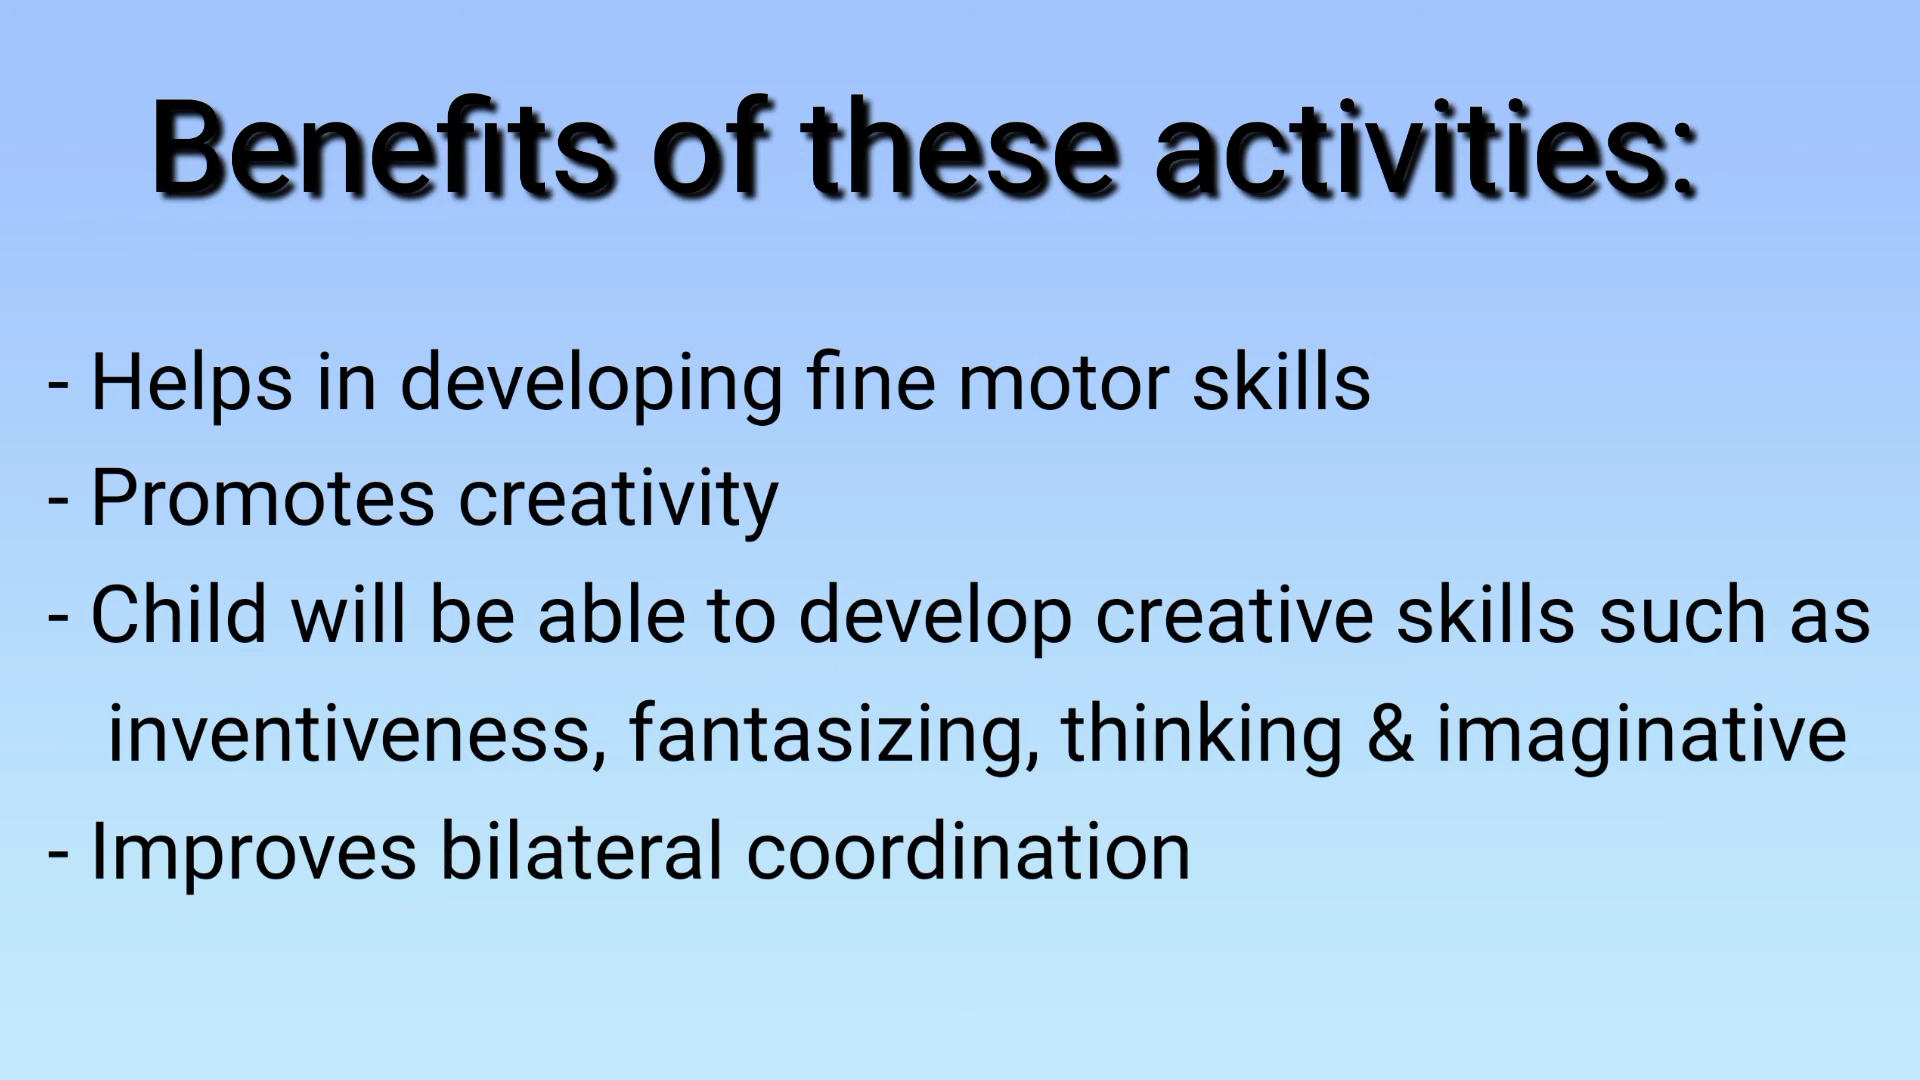 Benefits of these activities:
- Helps in developing fine motor skills
- Promotes creativity
- Child will be able to develop creative skills such as
inventiveness, fantasizing, thinking & imaginative
- Improves bilateral coordination